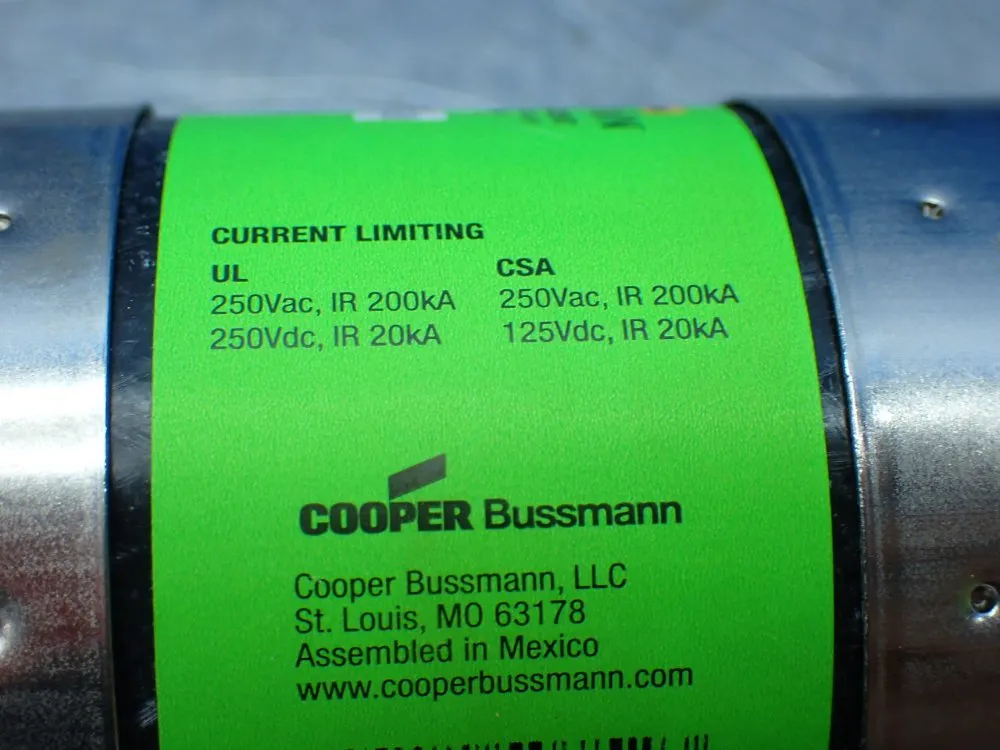 CURRENT LIMITING
UL
250Vac, IR 200kA
250Vdc, IR 20kA
CSA
250Vac, IR 200kA
125Vdc, IR 20kA
COOPER Bussmann
Cooper Bussmann, LLC
St. Louis, MO 63178
Assembled in Mexico
www.cooperbussmann.com